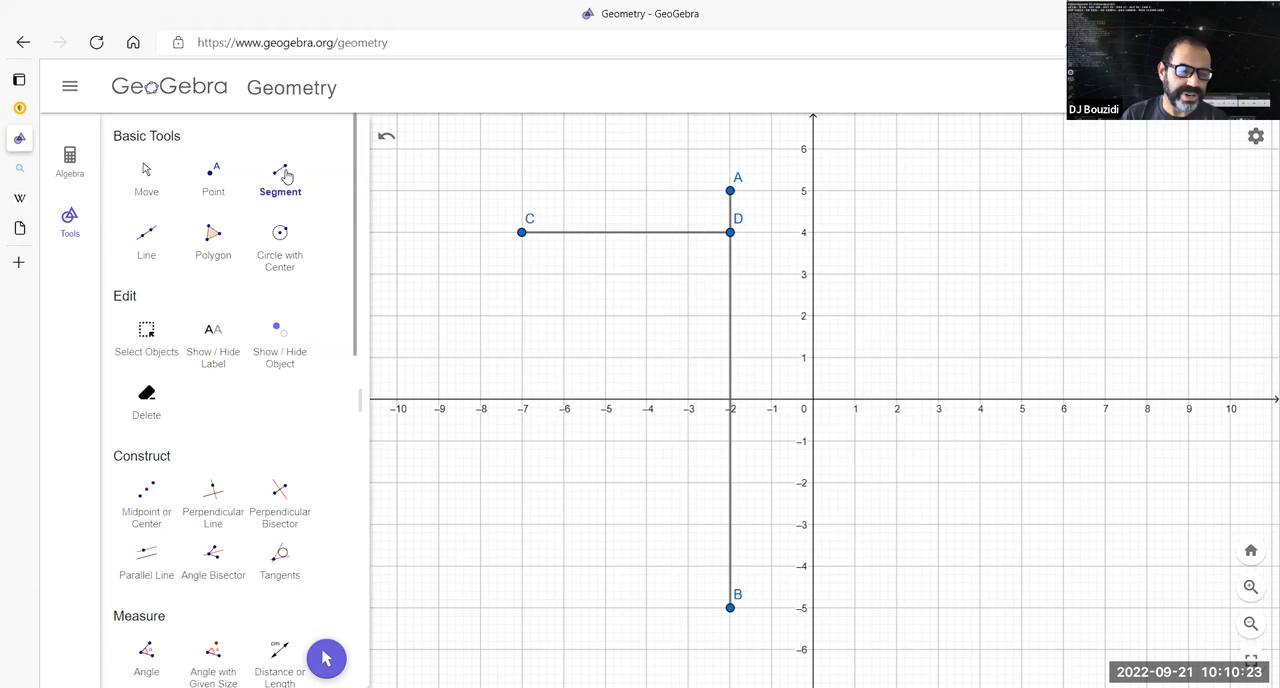 Geometry - GeoGebra
https://www.geogebra.org/geometry
GeoGebra Geometry
DJ Bouzidi
Algebra
Tools
Basic Tools
Move
Point
A
Segment
Line
Polygon
Circle with
Center
Edit
AA
Select Objects
Show / Hide
Label
Show / Hide
Object
Delete
Construct
Midpoint or
Center
Perpendicular
Line
Perpendicular
Bisector
Parallel Line
Angle Bisector
Tangents
Measure
Angle
Angle with
Given Size
cm
Distance or
Length
W
A
C
D
B
6
5
4
3
2
1
-10 -9 -8 -7 -6 -5 -4 -3 -2 -1 0 1 2 3 4 5 6 7 8 9 10
-1
-2
-3
-4
-5
-6
2022-09-21 10:10:23